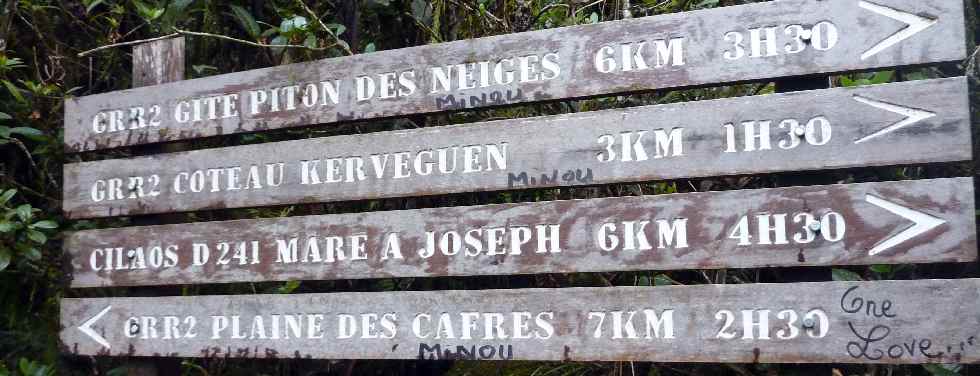 GRR2 GITE PITON DES NEIGES 6KM 3H30
MiNOU
GRR2 COTEAU KERVEGUEN 3KM 1H30
MiNOU
CILAOS D241 MARE A JOSEPH 6KM 4H30
GRR2 PLAINE DES CAFRES 7KM 2H30
MiNOU
One
Love...